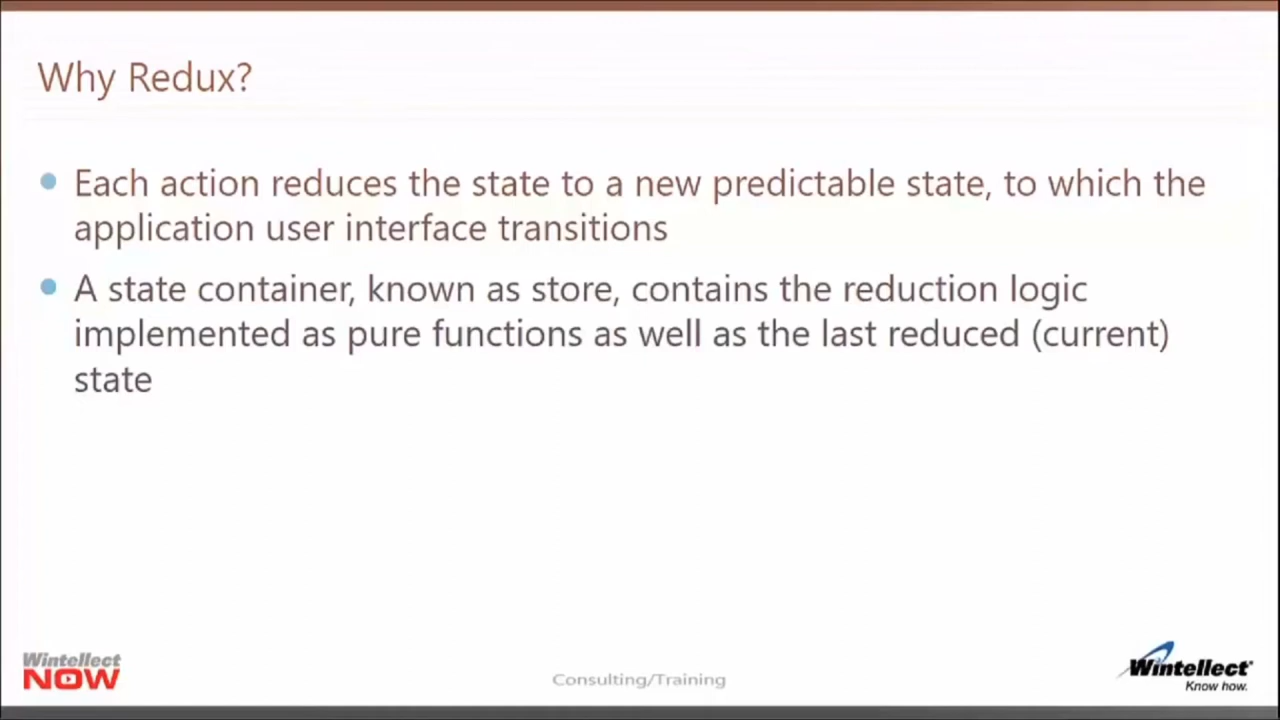 Why Redux?
Each action reduces the state to a new predictable state, to which the
application user interface transitions
A state container, known as store, contains the reduction logic
implemented as pure functions as well as the last reduced (current)
state
Wintellect
NOW
Consulting/Training
Wintellect
Know how.